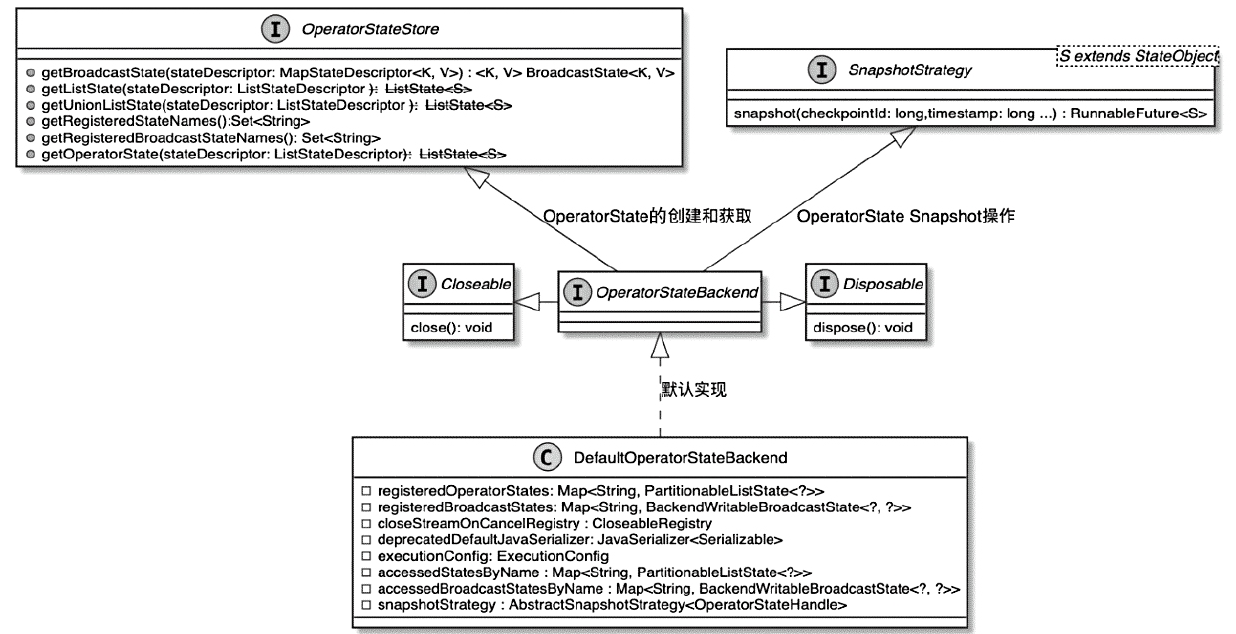 I OperatorStateStore
getBroadcastState(stateDescriptor: MapStateDescriptor<K, V>) : <K, V> BroadcastState<K, V>
getListState(stateDescriptor: ListStateDescriptor ): ListState<S>
getUnionListState(stateDescriptor: ListStateDescriptor ): ListState<S>
getRegisteredStateNames():Set<String>
getRegisteredBroadcastStateNames(): Set<String>
getOperatorState(stateDescriptor: ListStateDescriptor): ListState<S>
S extends StateObject
I SnapshotStrategy
snapshot(checkpointId: long,timestamp: long ...) : RunnableFuture<S>
OperatorState的创建和获取
OperatorState Snapshot操作
I Closeable
close(): void
I OperatorStateBackend
I Disposable
dispose(): void
默认实现
C DefaultOperatorStateBackend
registeredOperatorStates: Map<String, PartitionableListState<?>>
registeredBroadcastStates: Map<String, BackendWritableBroadcastState<?, ?>>
closeStreamOnCancelRegistry : CloseableRegistry
deprecatedDefaultJavaSerializer: JavaSerializer<Serializable>
executionConfig: ExecutionConfig
accessedStatesByName : Map<String, PartitionableListState<?>>
accessedBroadcastStatesByName : Map<String, BackendWritableBroadcastState<?, ?>>
snapshotStrategy : AbstractSnapshotStrategy<OperatorStateHandle>